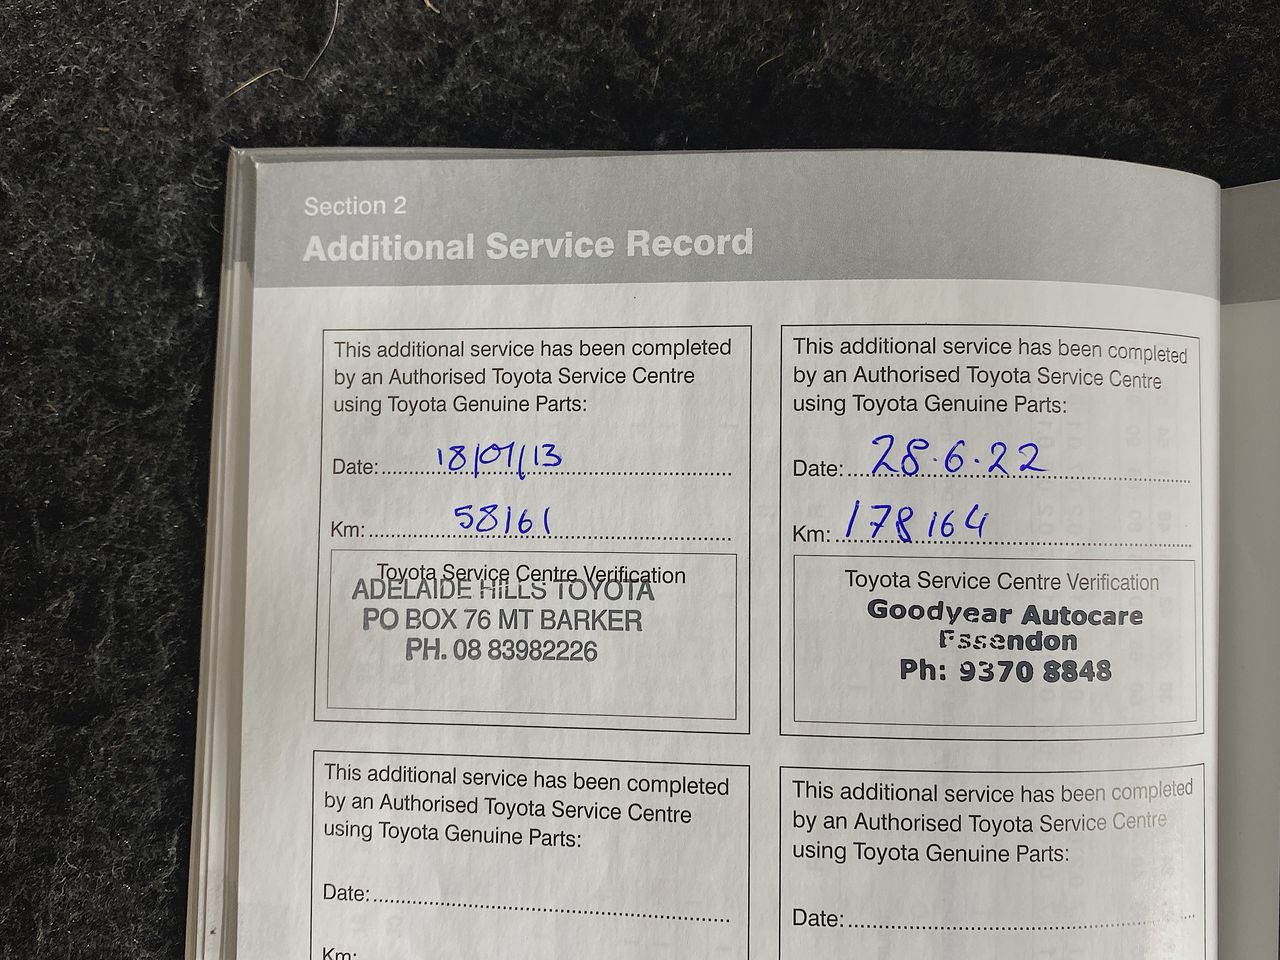 Section 2
Additional Service Record
This additional service has been completed
by an Authorised Toyota Service Centre
using Toyota Genuine Parts:
Date: 18/07/13
Km: 58161
Toyota Service Centre Verification
ADELAIDE HILLS TOYOTA
PO BOX 76 MT BARKER
PH. 08 83982226
This additional service has been completed
by an Authorised Toyota Service Centre
using Toyota Genuine Parts:
Date: 28.6.22
Km: 178164
Toyota Service Centre Verification
Goodyear Autocare
Essendon
Ph: 9370 8848
This additional service has been completed
by an Authorised Toyota Service Centre
using Toyota Genuine Parts:
Date:
Km:
This additional service has been completed
by an Authorised Toyota Service Centre
using Toyota Genuine Parts:
Date: